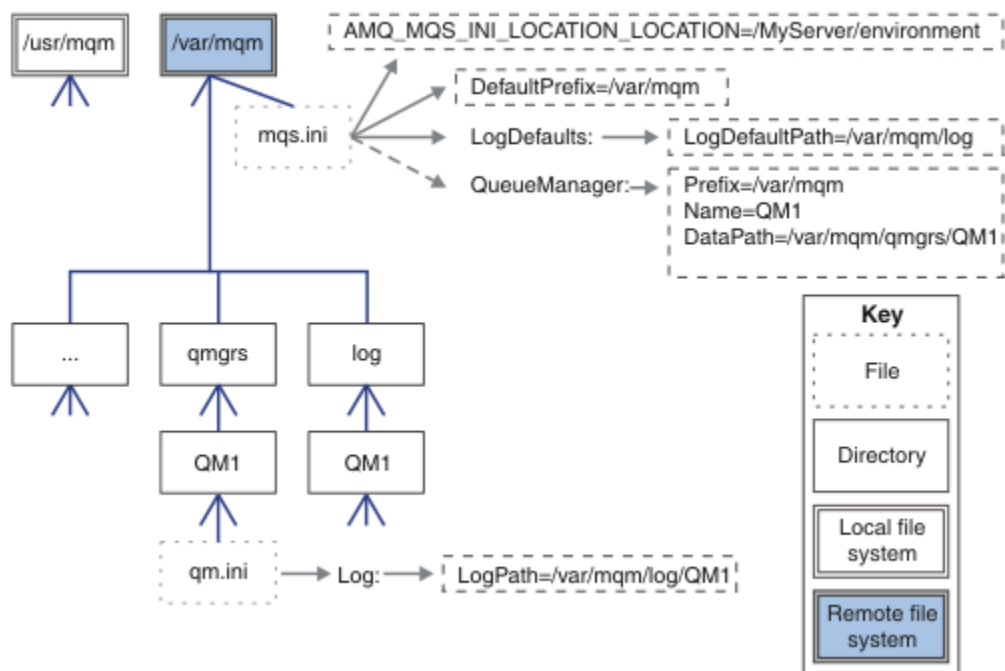 /usr/mqm
/var/mqm
AMQ_MQS_INI_LOCATION_LOCATION=/MyServer/environment
DefaultPrefix=/var/mqm
mqs.ini
LogDefaults:
LogDefaultPath=/var/mqm/log
QueueManager:
Prefix=/var/mqm
Name=QM1
DataPath=/var/mqm/qmgrs/QM1
...
qmgrs
log
QM1
QM1
qm.ini
Log:
LogPath=/var/mqm/log/QM1
Key
File
Directory
Local file
system
Remote file
system